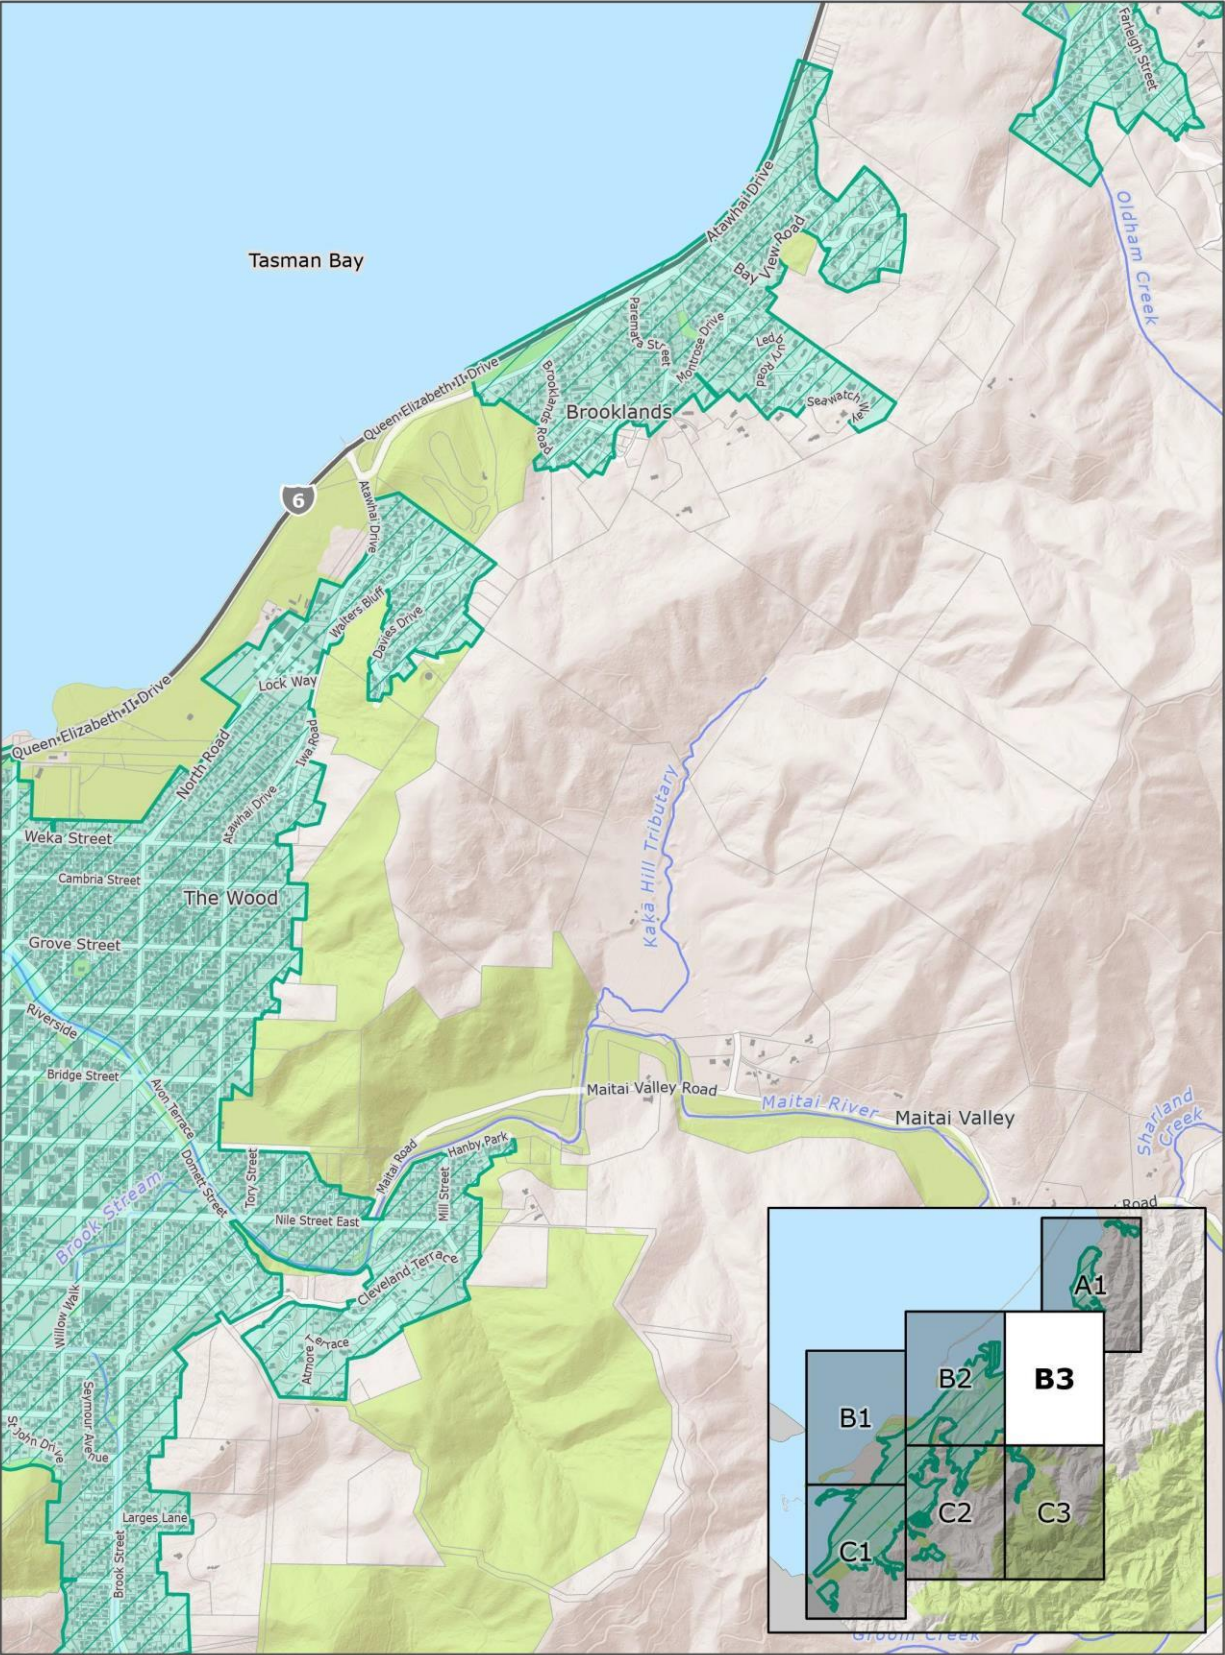 Farleigh Street
Oldham Creek
Tasman Bay
Atawhai Drive
Bay View Road
Paremata Street
Montrose Drive
Ledbury Road
Seawatch Way
Brooklands
Road
Brooklands
Queen Elizabeth II Drive
6
Atawhai Drive
Walters Bluff
Davies Drive
Lock Way
Queen Elizabeth II Drive
North Road
Iwa Road
Atawhai Drive
Weka Street
Cambria Street
The Wood
Grove Street
Kaka Hill Tributary
Riverside
Bridge Street
Avon Terrace
Maitai Valley Road
Maitai River
Maitai Valley
Sharland
Creek
Domett Street
Tory Street
Maitai Road
Hanby Park
Mill Street
Brook Stream
Nile Street East
Cleveland Terrace
Road
Willow Walk
Atmore
Terrace
Seymour Avenue
St John Drive
Larges Lane
Brook Street
A1
B2
B3
B1
C2
C3
C1
Groom Creek